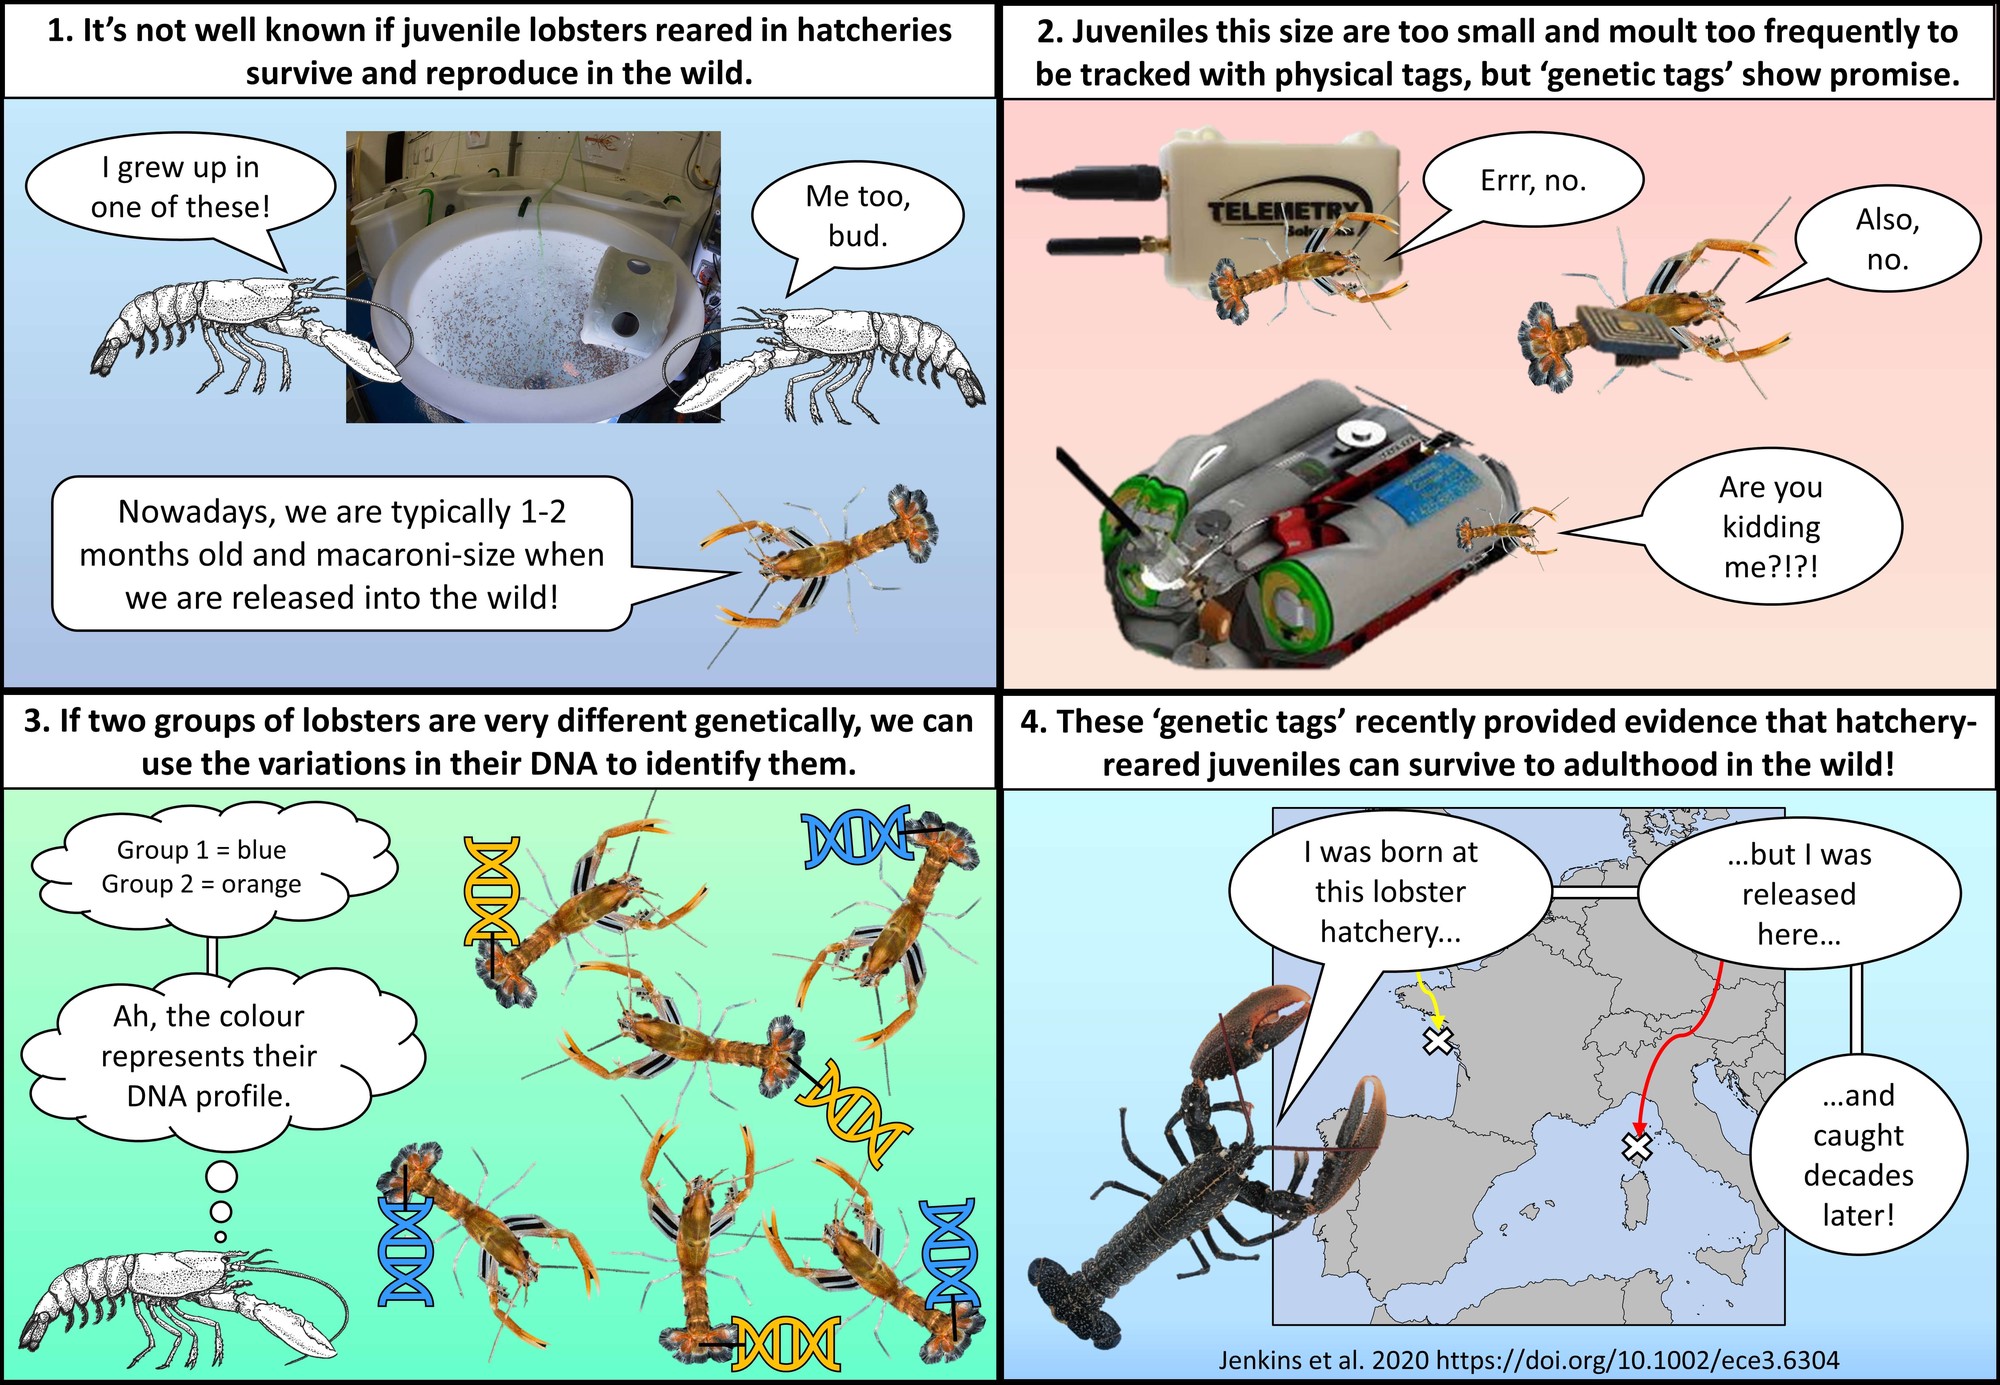 1. It’s not well known if juvenile lobsters reared in hatcheries
survive and reproduce in the wild.
I grew up in
one of these!
Me too,
bud.
Nowadays, we are typically 1-2
months old and macaroni-size when
we are released into the wild!
2. Juveniles this size are too small and moult too frequently to
be tracked with physical tags, but ‘genetic tags’ show promise.
TELEMETRY
Errr, no.
Also,
no.
Are you
kidding
me?!?!
3. If two groups of lobsters are very different genetically, we can
use the variations in their DNA to identify them.
Group 1 = blue
Group 2 = orange
Ah, the colour
represents their
DNA profile.
4. These ‘genetic tags’ recently provided evidence that hatchery-
reared juveniles can survive to adulthood in the wild!
I was born at
this lobster
hatchery...
...but I was
released
here...
...and
caught
decades
later!
Jenkins et al. 2020 https://doi.org/10.1002/ece3.6304